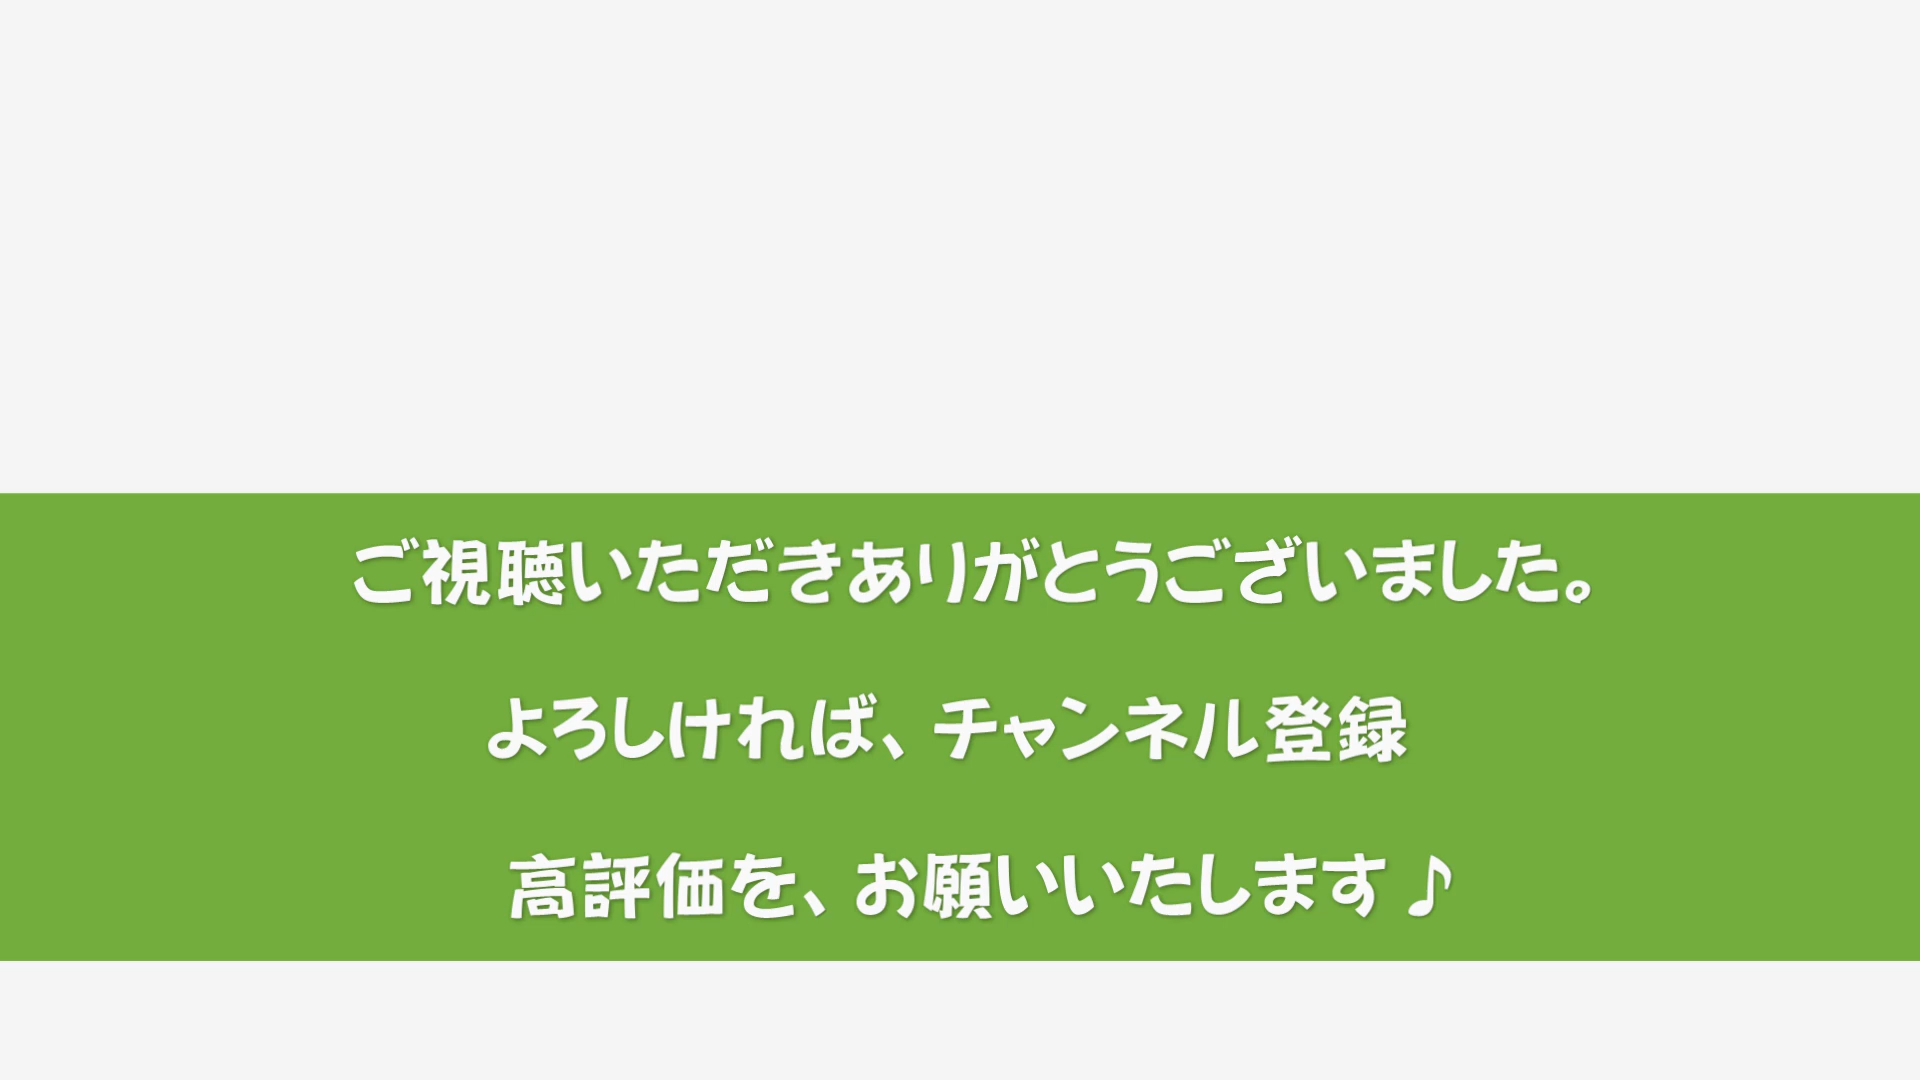 ご視聴いただきありがとうございました。
よろしければ、チャンネル登録
高評価を、お願いいたします♪